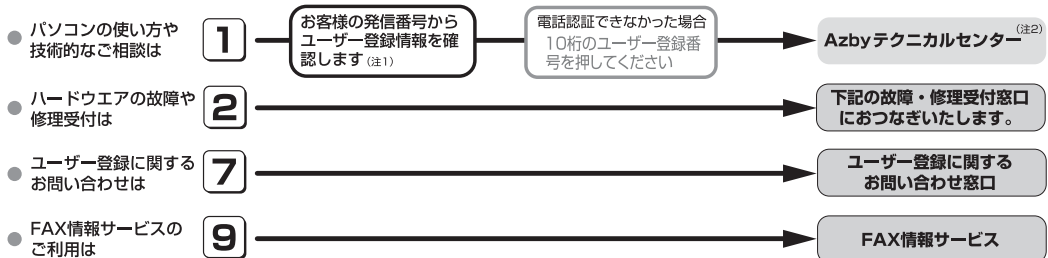 パソコンの使い方や
技術的なご相談は
1
お客様の発信番号から
ユーザー登録情報を確
認します(注1)
電話認証できなかった場合
10桁のユーザー登録番
号を押してください
Azbyテクニカルセンター(注2)
ハードウエアの故障や
修理受付は
2
下記の故障・修理受付窓口
におつなぎいたします。
ユーザー登録に関する
お問い合わせは
7
ユーザー登録に関する
お問い合わせ窓口
FAX情報サービスの
ご利用は
9
FAX情報サービス